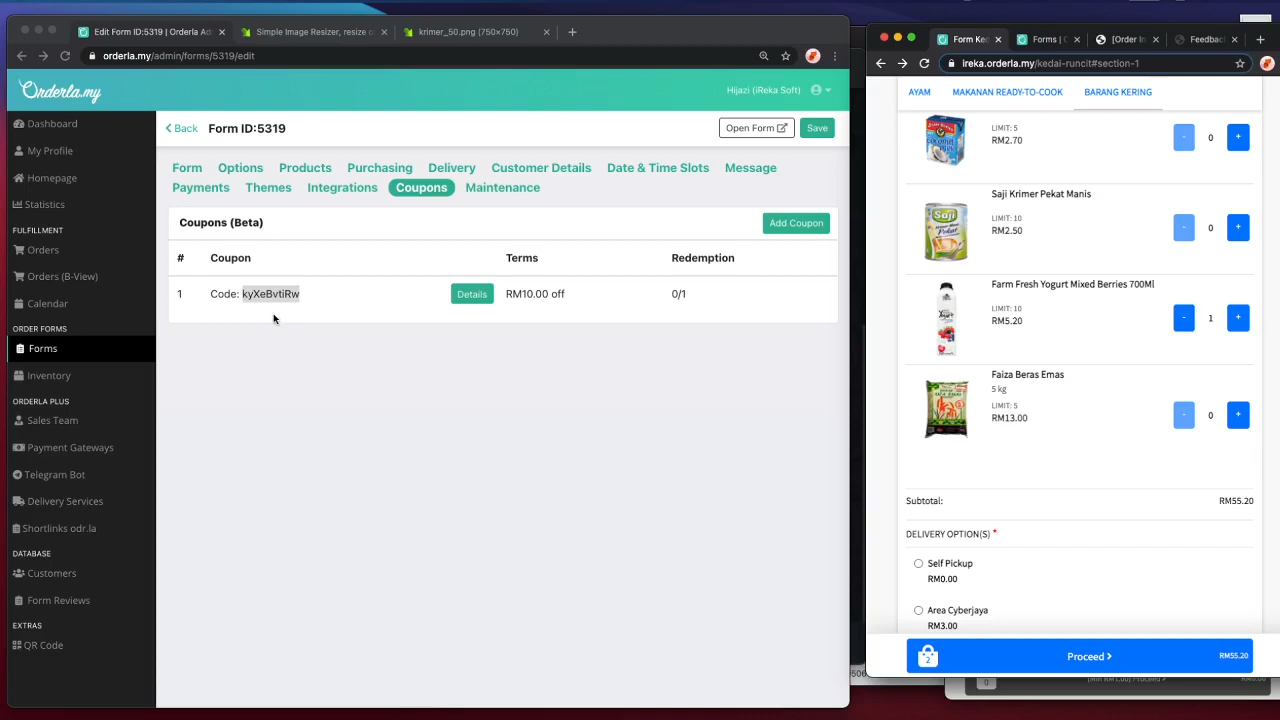 Edit Form ID:5319 | Orderla Ad
Simple Image Resizer, resize o
krimer_50.png (750×750)
orderla.my/admin/forms/5319/edit
Orderla.my
Hijazi (iReka Soft)
Dashboard
My Profile
Homepage
Statistics
FULFILLMENT
Orders
Orders (B-View)
Calendar
ORDER FORMS
Forms
Inventory
ORDERLA PLUS
Sales Team
Payment Gateways
Telegram Bot
Delivery Services
Shortlinks odr.la
DATABASE
Customers
Form Reviews
EXTRAS
QR Code
Back Form ID:5319 Open Form Save
Form Options Products Purchasing Delivery Customer Details Date & Time Slots Message
Payments Themes Integrations Coupons Maintenance
Coupons (Beta) Add Coupon
# Coupon Terms Redemption
1 Code: kyXeBvtiRw Details RM10.00 off 0/1
Form Ked
Forms | O
[Order In
Feedback
ireka.orderla.my/kedai-runcit#section-1
AYAM MAKANAN READY-TO-COOK BARANG KERING
LIMIT: 5
RM2.70
- 0 +
Saji Krimer Pekat Manis
LIMIT: 10
RM2.50
- 0 +
Farm Fresh Yogurt Mixed Berries 700Ml
LIMIT: 10
RM5.20
- 1 +
Faiza Beras Emas
5 kg
LIMIT: 5
RM13.00
- 0 +
Subtotal: RM55.20
DELIVERY OPTION(S) *
Self Pickup
RM0.00
Area Cyberjaya
RM3.00
2 Proceed RM55.20